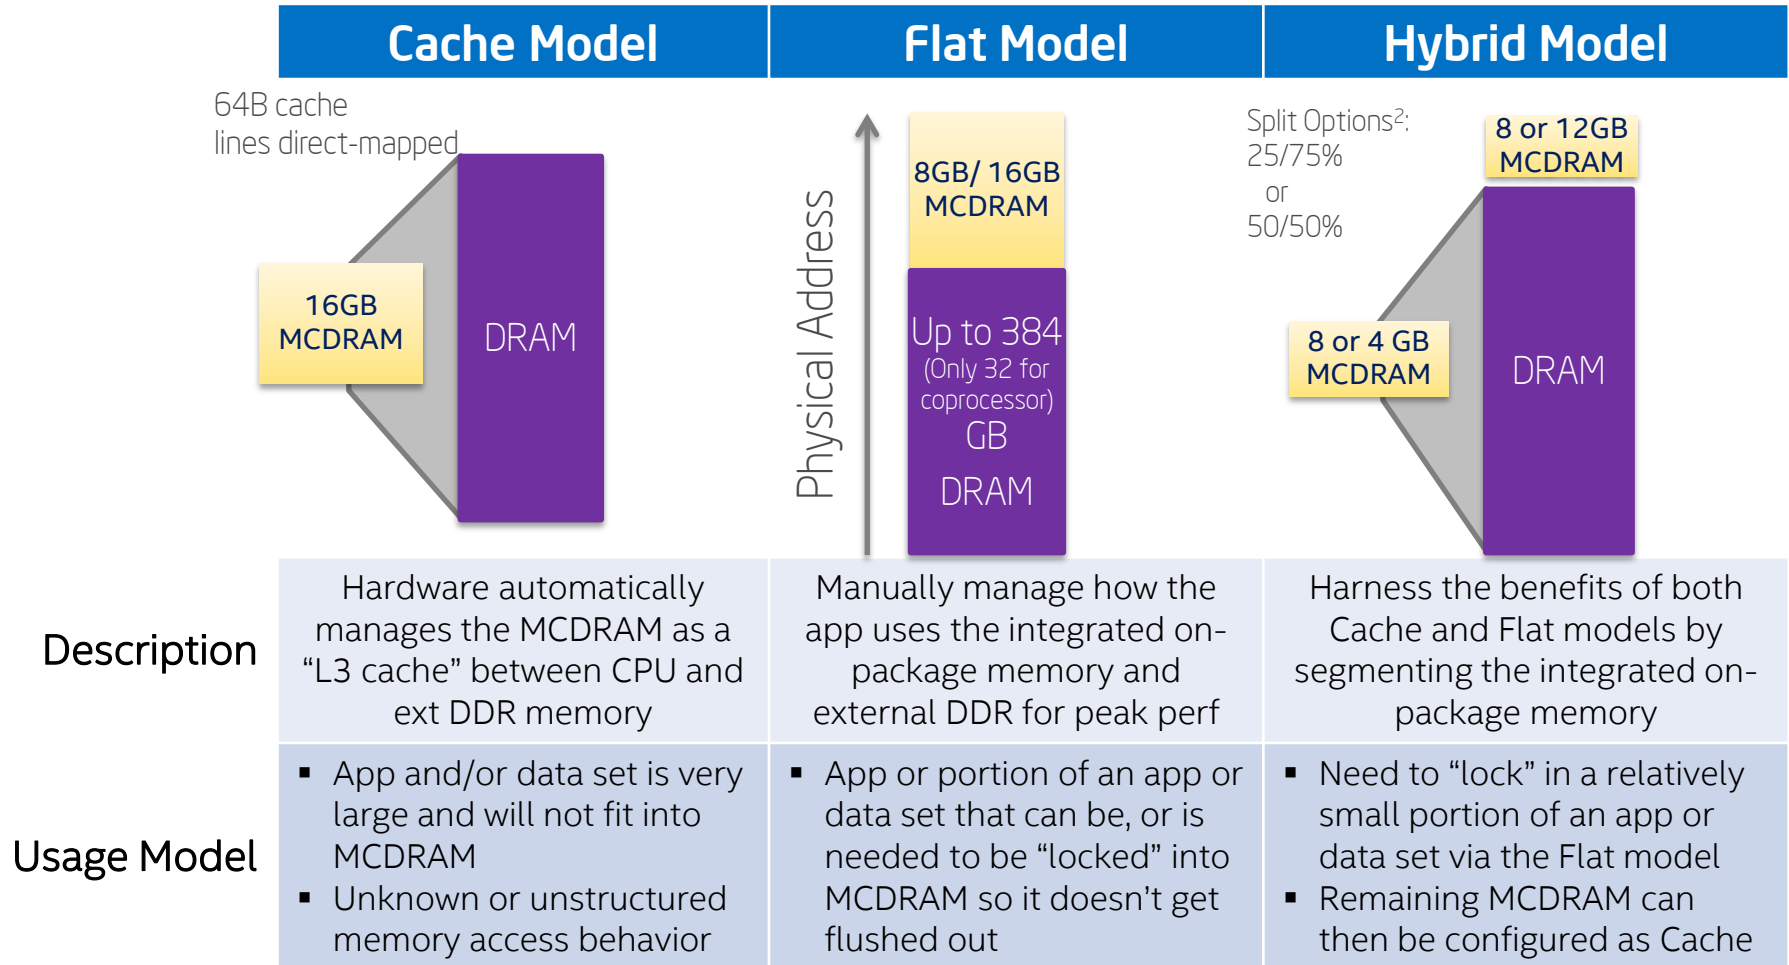 Cache Model
Flat Model
Hybrid Model
64B cache
lines direct-mapped
16GB
MCDRAM
DRAM
Physical Address
8GB/ 16GB
MCDRAM
Up to 384
(Only 32 for
coprocessor)
GB
DRAM
Split Options²:
25/75%
or
50/50%
8 or 12GB
MCDRAM
8 or 4 GB
MCDRAM
DRAM
Description
Hardware automatically
manages the MCDRAM as a
“L3 cache” between CPU and
ext DDR memory
Manually manage how the
app uses the integrated on-
package memory and
external DDR for peak perf
Harness the benefits of both
Cache and Flat models by
segmenting the integrated on-
package memory
Usage Model
▪ App and/or data set is very
large and will not fit into
MCDRAM
▪ Unknown or unstructured
memory access behavior
▪ App or portion of an app or
data set that can be, or is
needed to be “locked” into
MCDRAM so it doesn’t get
flushed out
▪ Need to “lock” in a relatively
small portion of an app or
data set via the Flat model
▪ Remaining MCDRAM can
then be configured as Cache